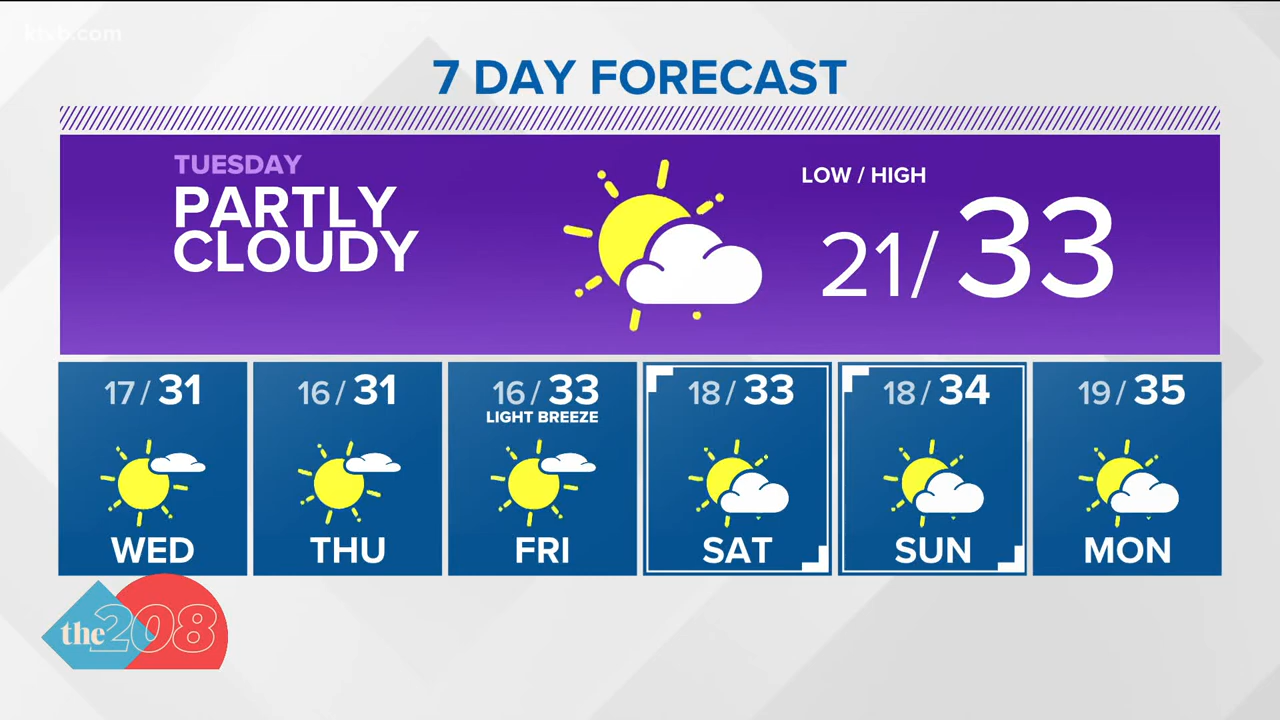 ktvb.com
7 DAY FORECAST
TUESDAY
PARTLY
CLOUDY
LOW / HIGH
21/33
17/31
WED
16/31
THU
16/33
LIGHT BREEZE
FRI
18/33
SAT
18/34
SUN
19/35
MON
the208